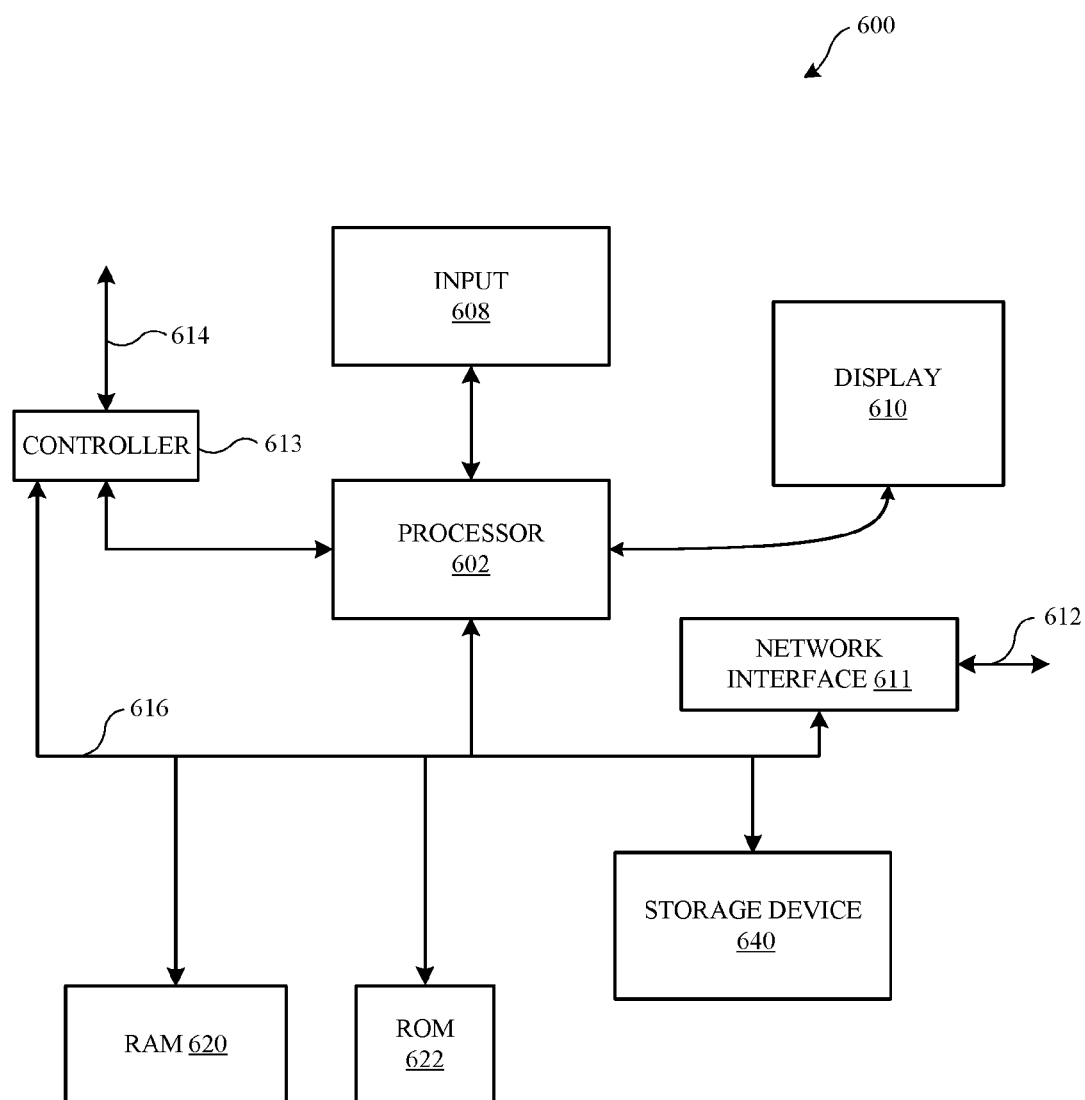 600
INPUT
608
614
DISPLAY
610
CONTROLLER
613
PROCESSOR
602
612
NETWORK
INTERFACE 611
616
STORAGE DEVICE
640
RAM 620
ROM
622